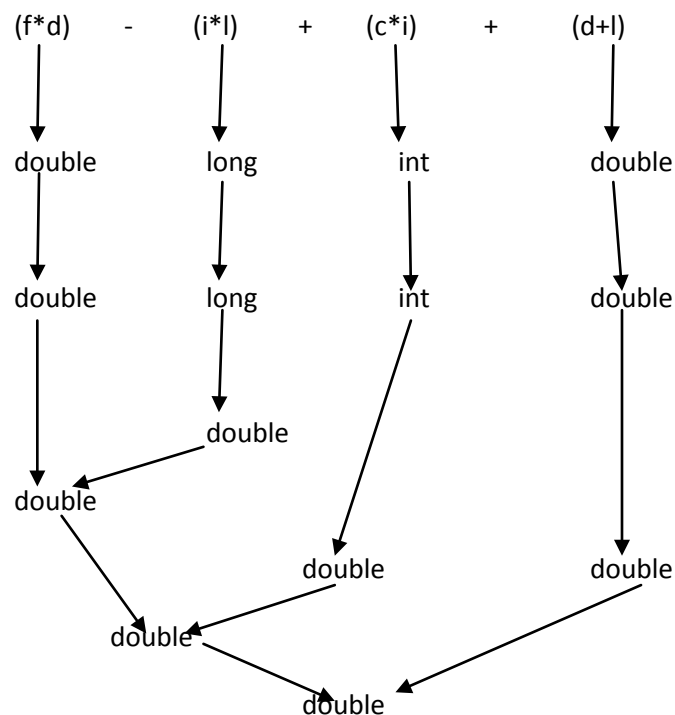 (f*d) - (i*l) + (c*i) + (d+l)
double long int double
double long int double
double
double
double double
double
double